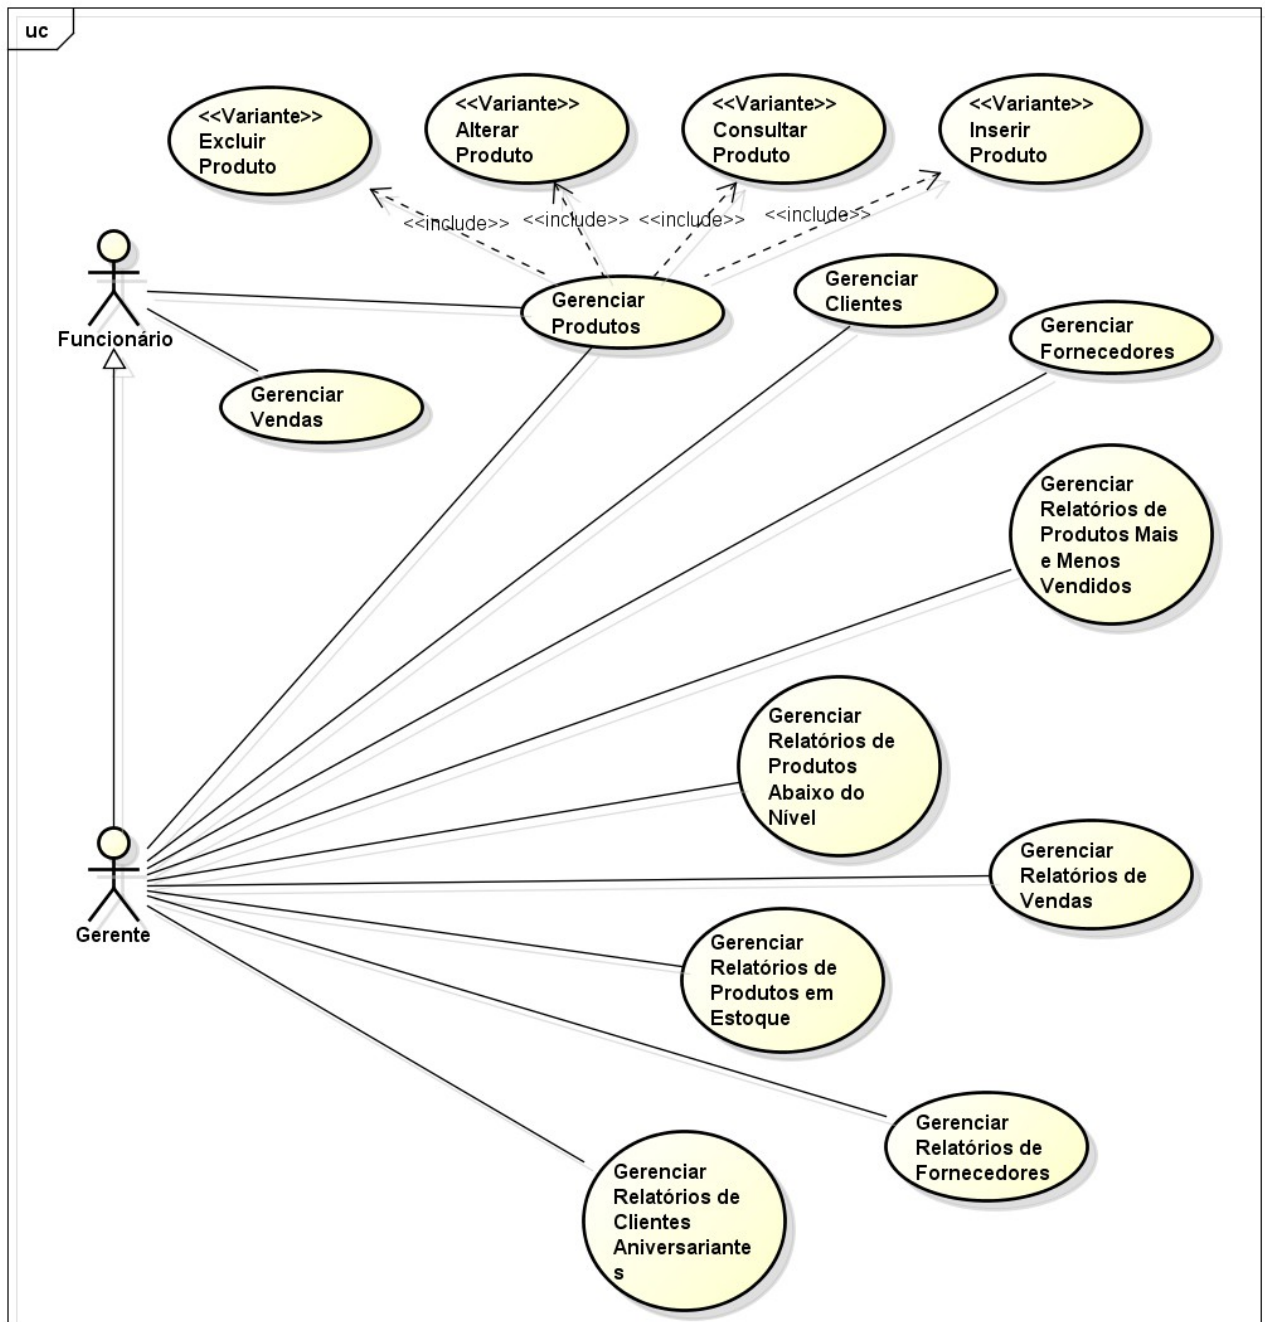 uc
<<Variante>>
Excluir
Produto
<<Variante>>
Alterar
Produto
<<Variante>>
Consultar
Produto
<<Variante>>
Inserir
Produto
<<include>>
<<include>>
<<include>>
<<include>>
Funcionário
Gerenciar
Produtos
Gerenciar
Clientes
Gerenciar
Fornecedores
Gerenciar
Vendas
Gerenciar
Relatórios de
Produtos Mais
e Menos
Vendidos
Gerenciar
Relatórios de
Produtos
Abaixo do
Nível
Gerenciar
Relatórios de
Vendas
Gerente
Gerenciar
Relatórios de
Produtos em
Estoque
Gerenciar
Relatórios de
Fornecedores
Gerenciar
Relatórios de
Clientes
Aniversariante
s